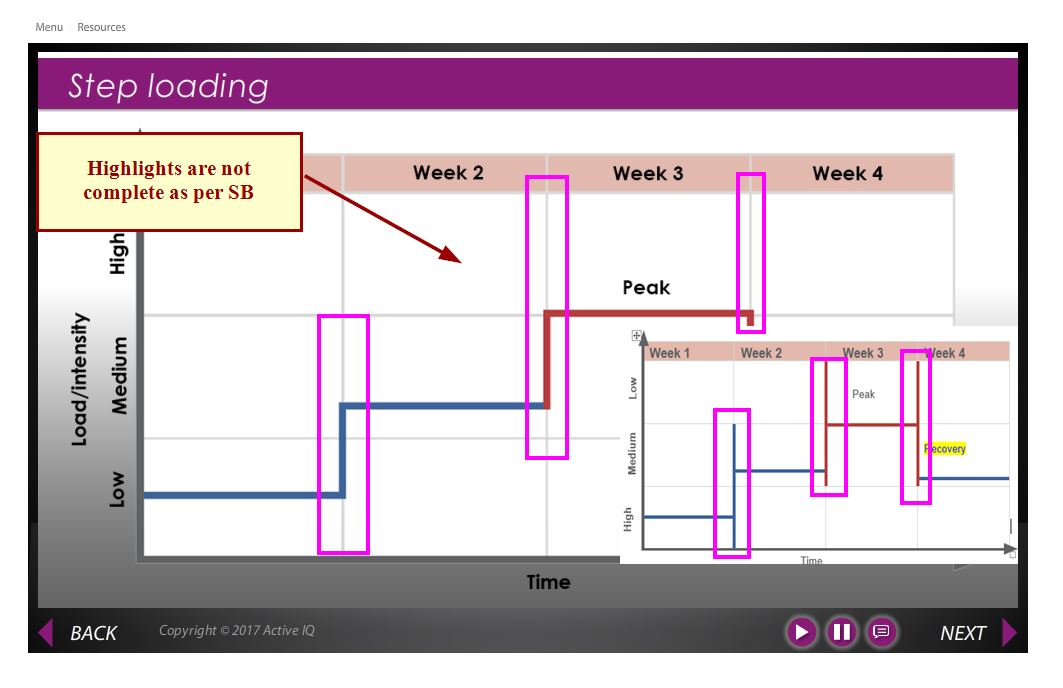 Menu Resources
Step loading
Highlights are not
complete as per SB
Week 2
Week 3
Week 4
High
Medium
Low
Load/intensity
Peak
Time
Week 1
Week 2
Week 3
Week 4
Low
Medium
High
Peak
Recovery
Time
BACK
Copyright © 2017 Active IQ
NEXT